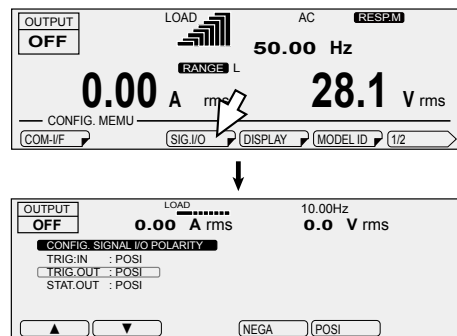 OUTPUT LOAD AC RESP.M
OFF
50.00 Hz
RANGE L
0.00 A rms 28.1 V rms
CONFIG. MEMU
COM-I/F SIG.I/O DISPLAY MODEL ID 1/2
OUTPUT LOAD 10.00Hz
OFF 0.00 A rms 0.0 V rms
CONFIG. SIGNAL I/O POLARITY
TRIG:IN : POSI
TRIG.OUT : POSI
STAT.OUT : POSI
▲ ▼ NEGA POSI